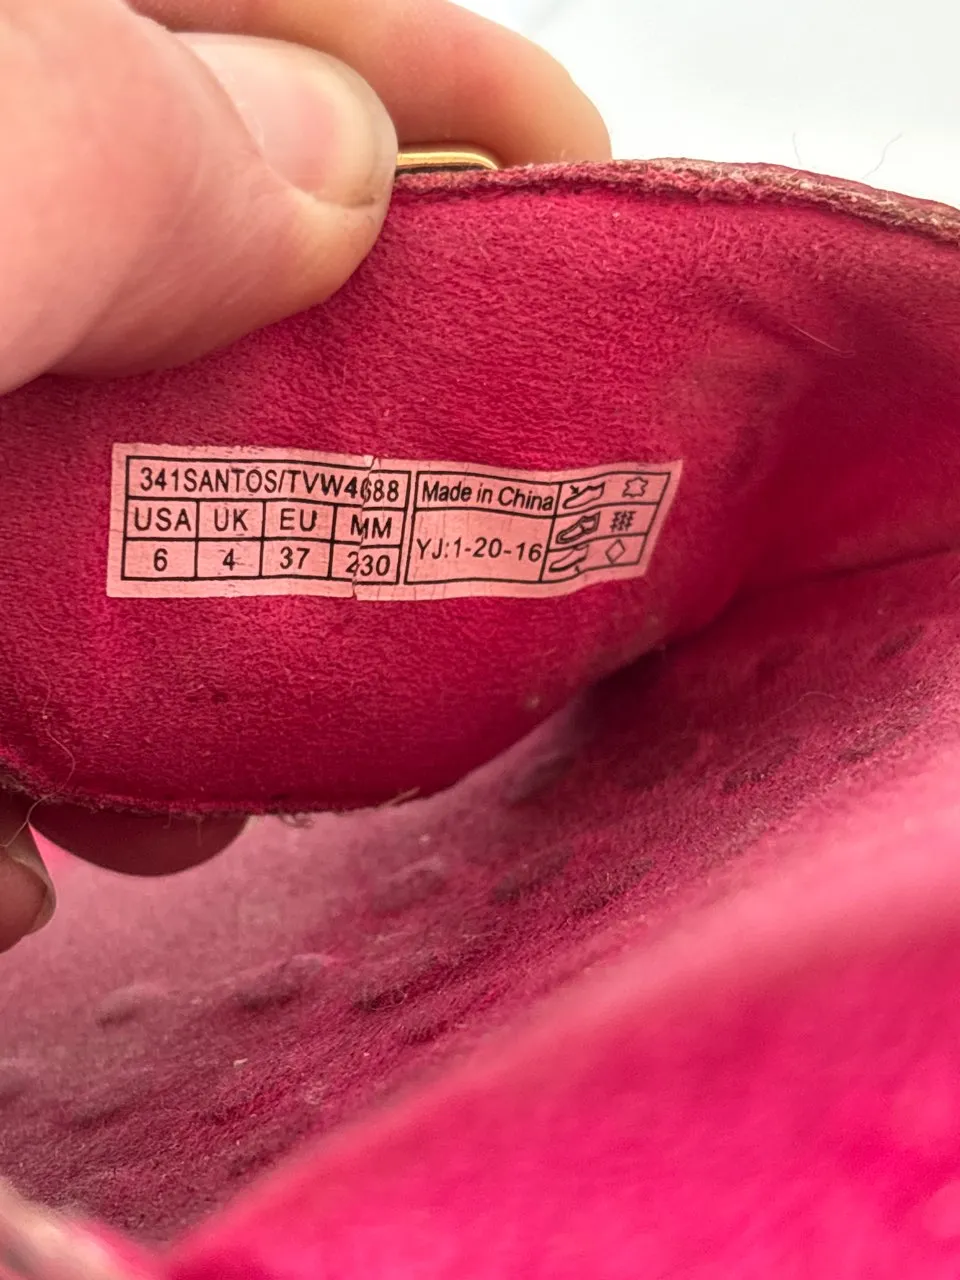 341SANTOS/TVW4688
USA UK EU MM
6 4 37 230
Made in China
YJ:1-20-16